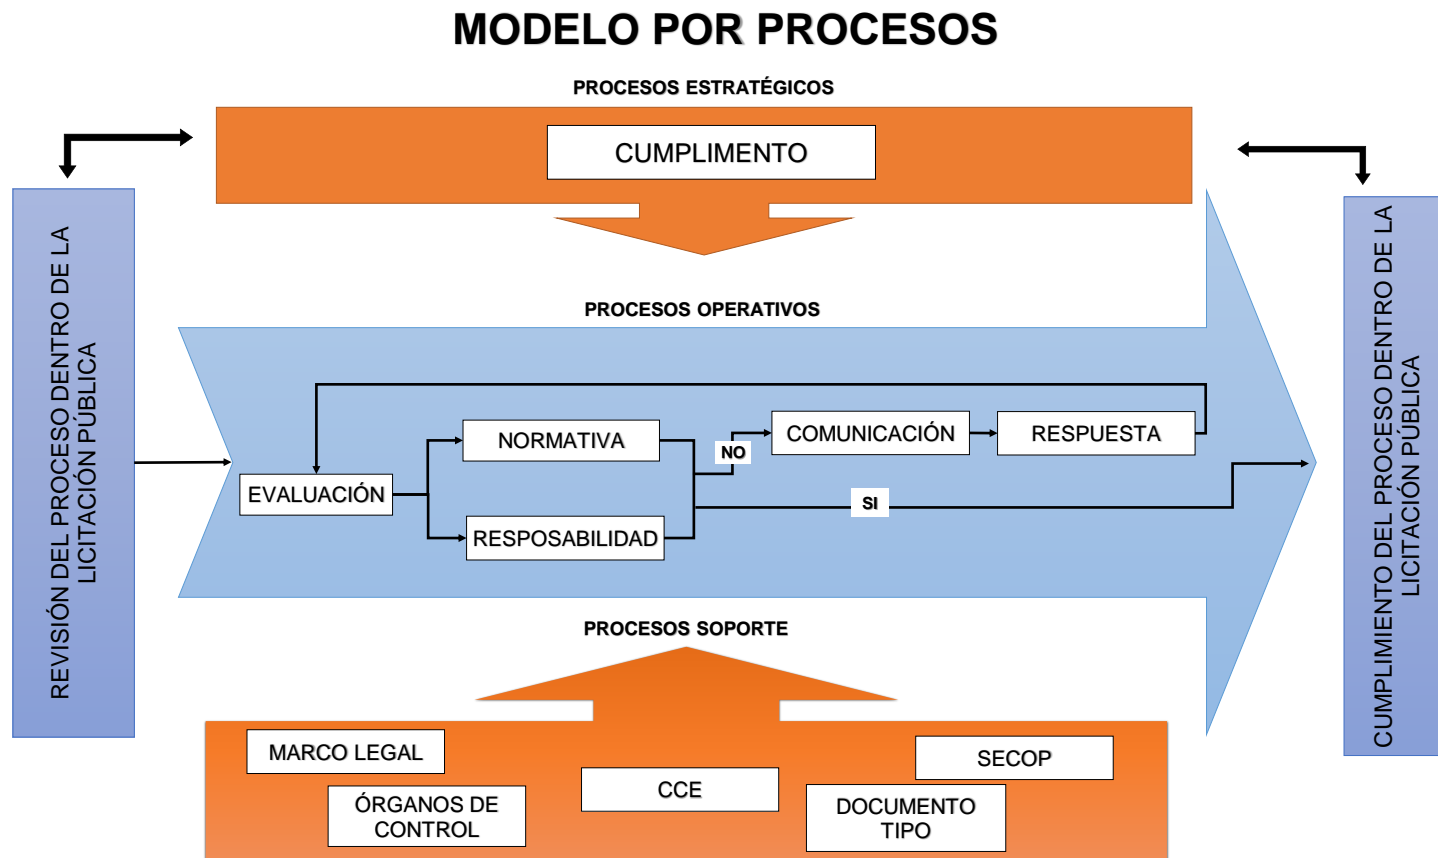 MODELO POR PROCESOS
PROCESOS ESTRATÉGICOS
CUMPLIMENTO
REVISIÓN DEL PROCESO DENTRO DE LA
LICITACIÓN PÚBLICA
PROCESOS OPERATIVOS
NORMATIVA
COMUNICACIÓN
RESPUESTA
NO
EVALUACIÓN
SI
RESPOSABILIDAD
CUMPLIMIENTO DEL PROCESO DENTRO DE LA
LICITACIÓN PÚBLICA
PROCESOS SOPORTE
MARCO LEGAL
SECOP
CCE
ÓRGANOS DE
CONTROL
DOCUMENTO
TIPO